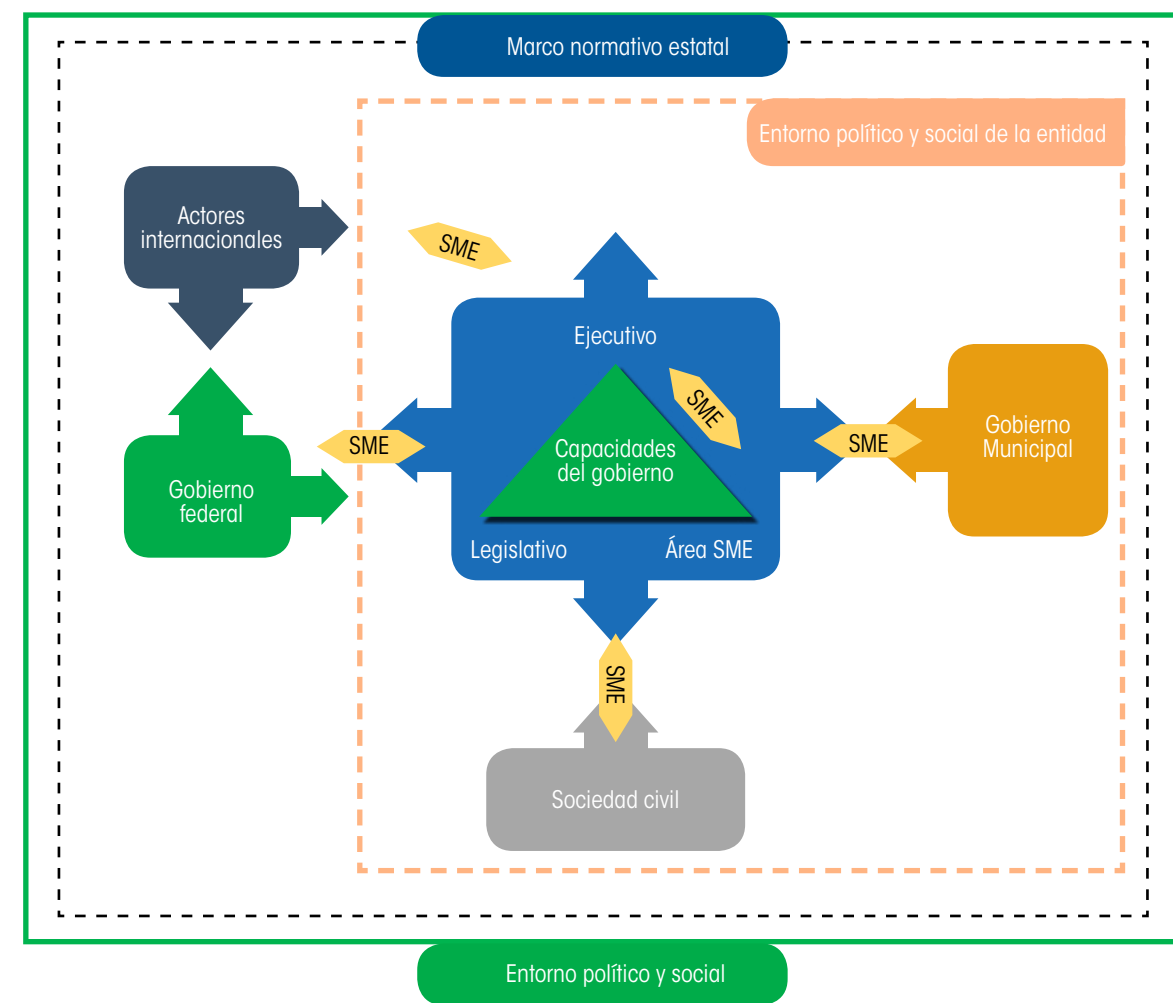 Marco normativo estatal
Entorno político y social de la entidad
Actores
internacionales
SME
Ejecutivo
SME
SME
Capacidades
del gobierno
SME
Gobierno
Municipal
Gobierno
federal
Legislativo
Área SME
SME
Sociedad civil
Entorno político y social